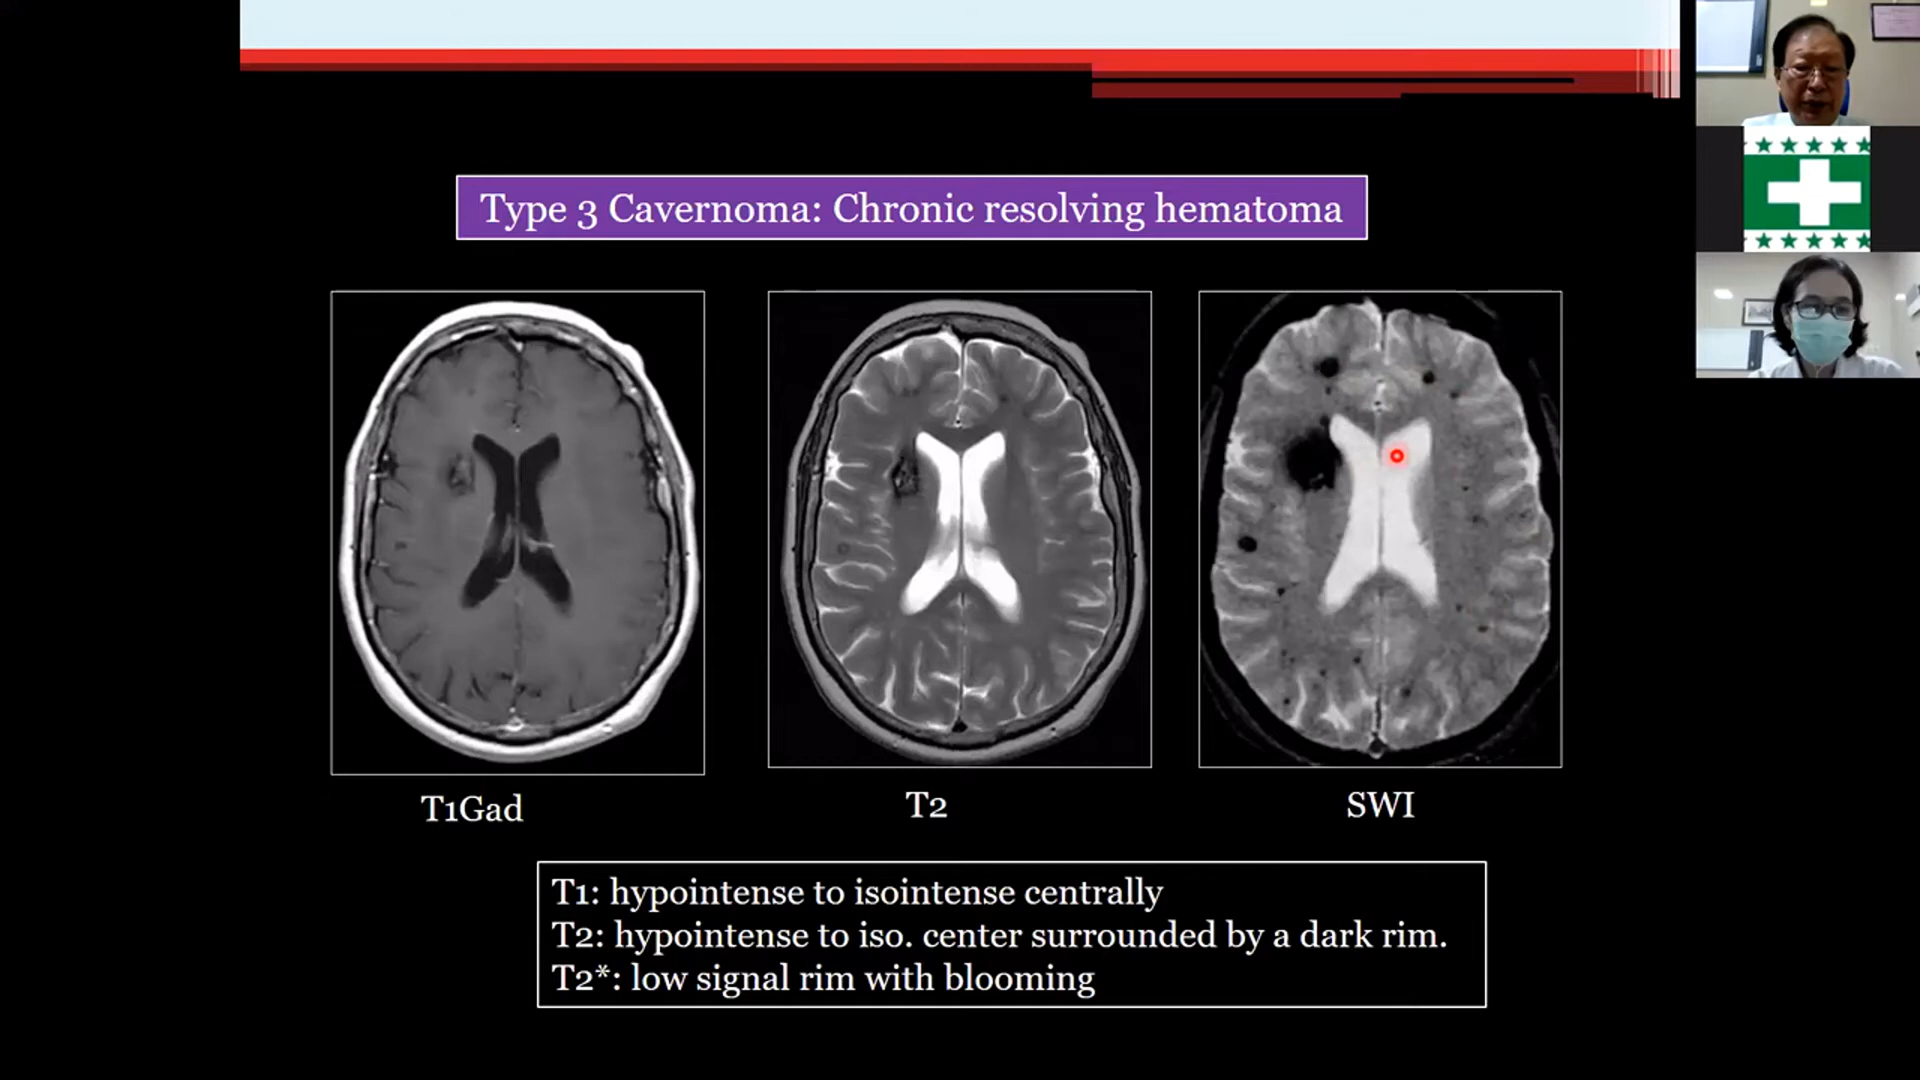 Type 3 Cavernoma: Chronic resolving hematoma
T1Gad
T2
SWI
T1: hypointense to isointense centrally
T2: hypointense to iso. center surrounded by a dark rim.
T2*: low signal rim with blooming